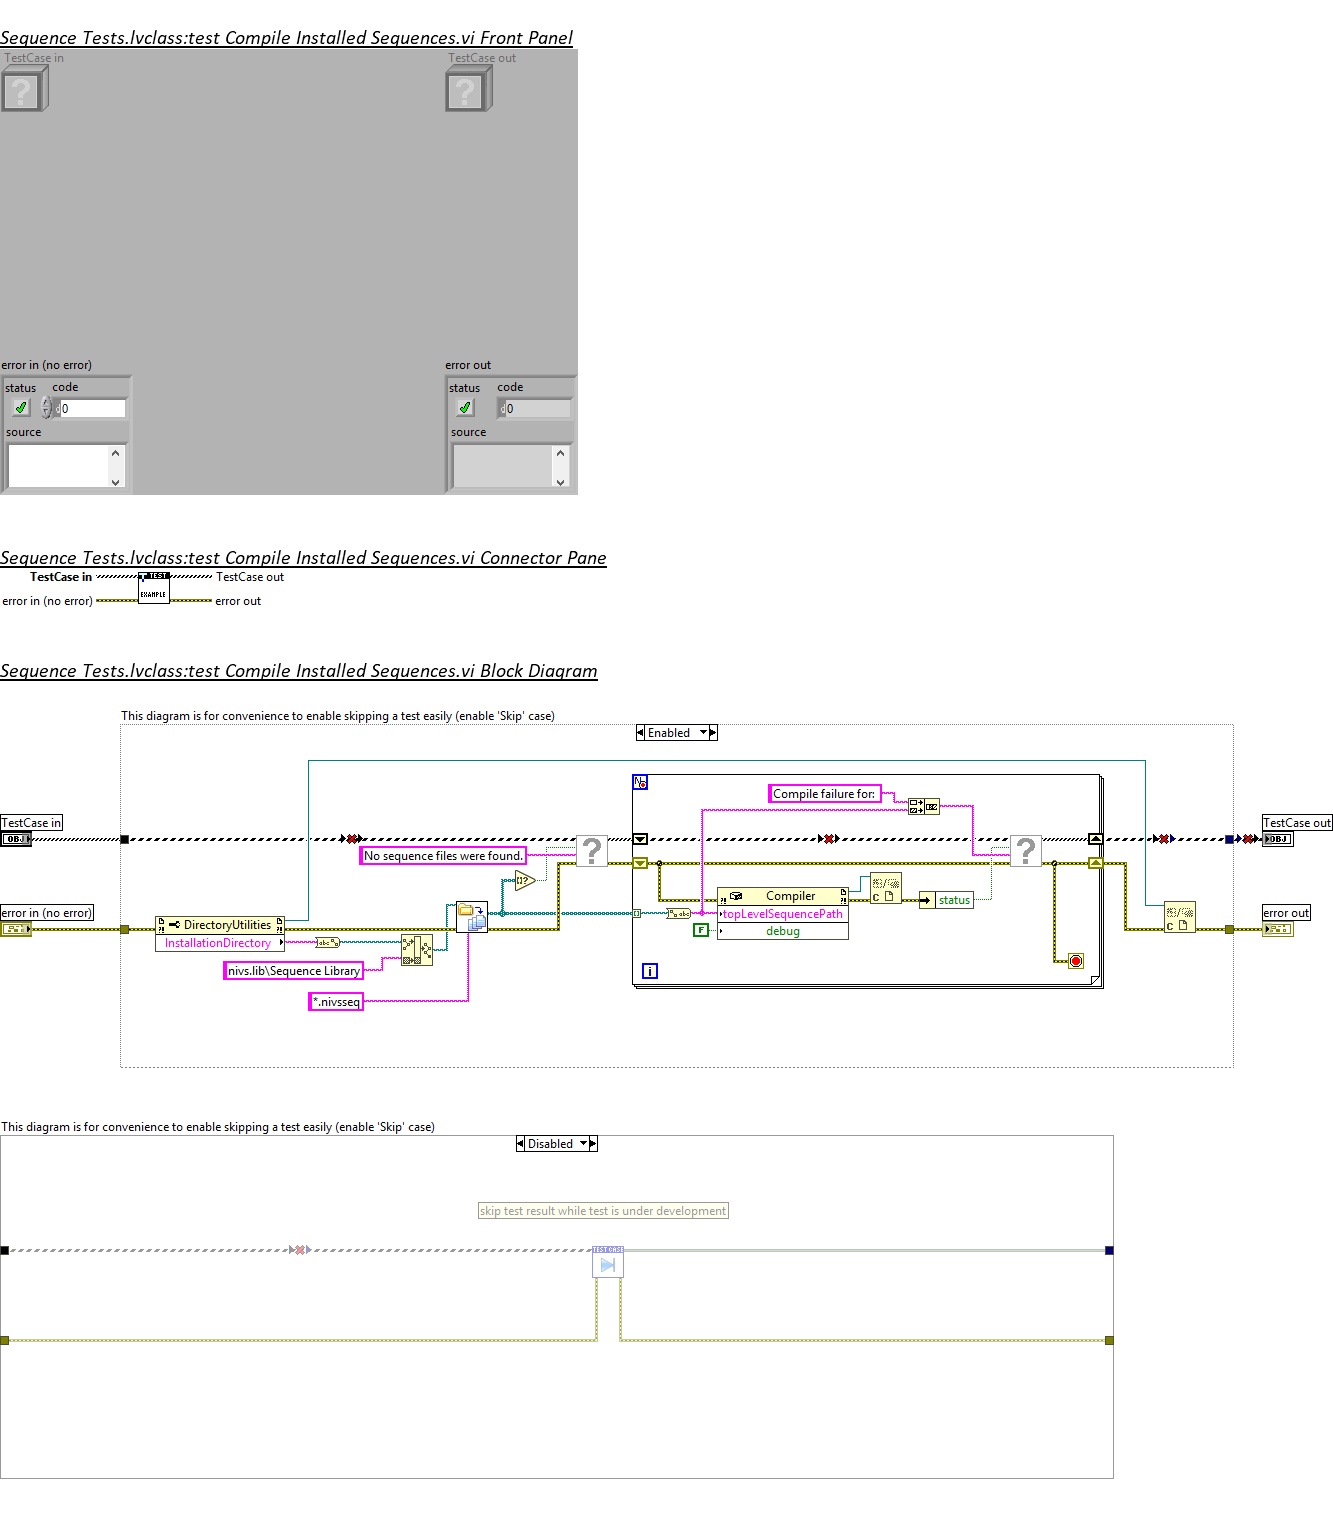 Sequence Tests.lvclass:test Compile Installed Sequences.vi Front Panel
TestCase in
TestCase out
?
?
error in (no error)
error out
status
code
status
code
d0
d0
source
source
Sequence Tests.lvclass:test Compile Installed Sequences.vi Connector Pane
TestCase in
TEST
TestCase out
EXAMPLE
error in (no error)
error out
Sequence Tests.lvclass:test Compile Installed Sequences.vi Block Diagram
This diagram is for convenience to enable skipping a test easily (enable 'Skip' case)
Enabled
N
Compile failure for:
TestCase in
OBJ
TestCase out
OBJ
No sequence files were found.
?
?
Compiler
status
topLevelSequencePath
debug
F
error in (no error)
error out
DirectoryUtilities
InstallationDirectory
abc
abc
nivs.lib\Sequence Library
*.nivsseq
i
This diagram is for convenience to enable skipping a test easily (enable 'Skip' case)
Disabled
skip test result while test is under development
TEST CASE